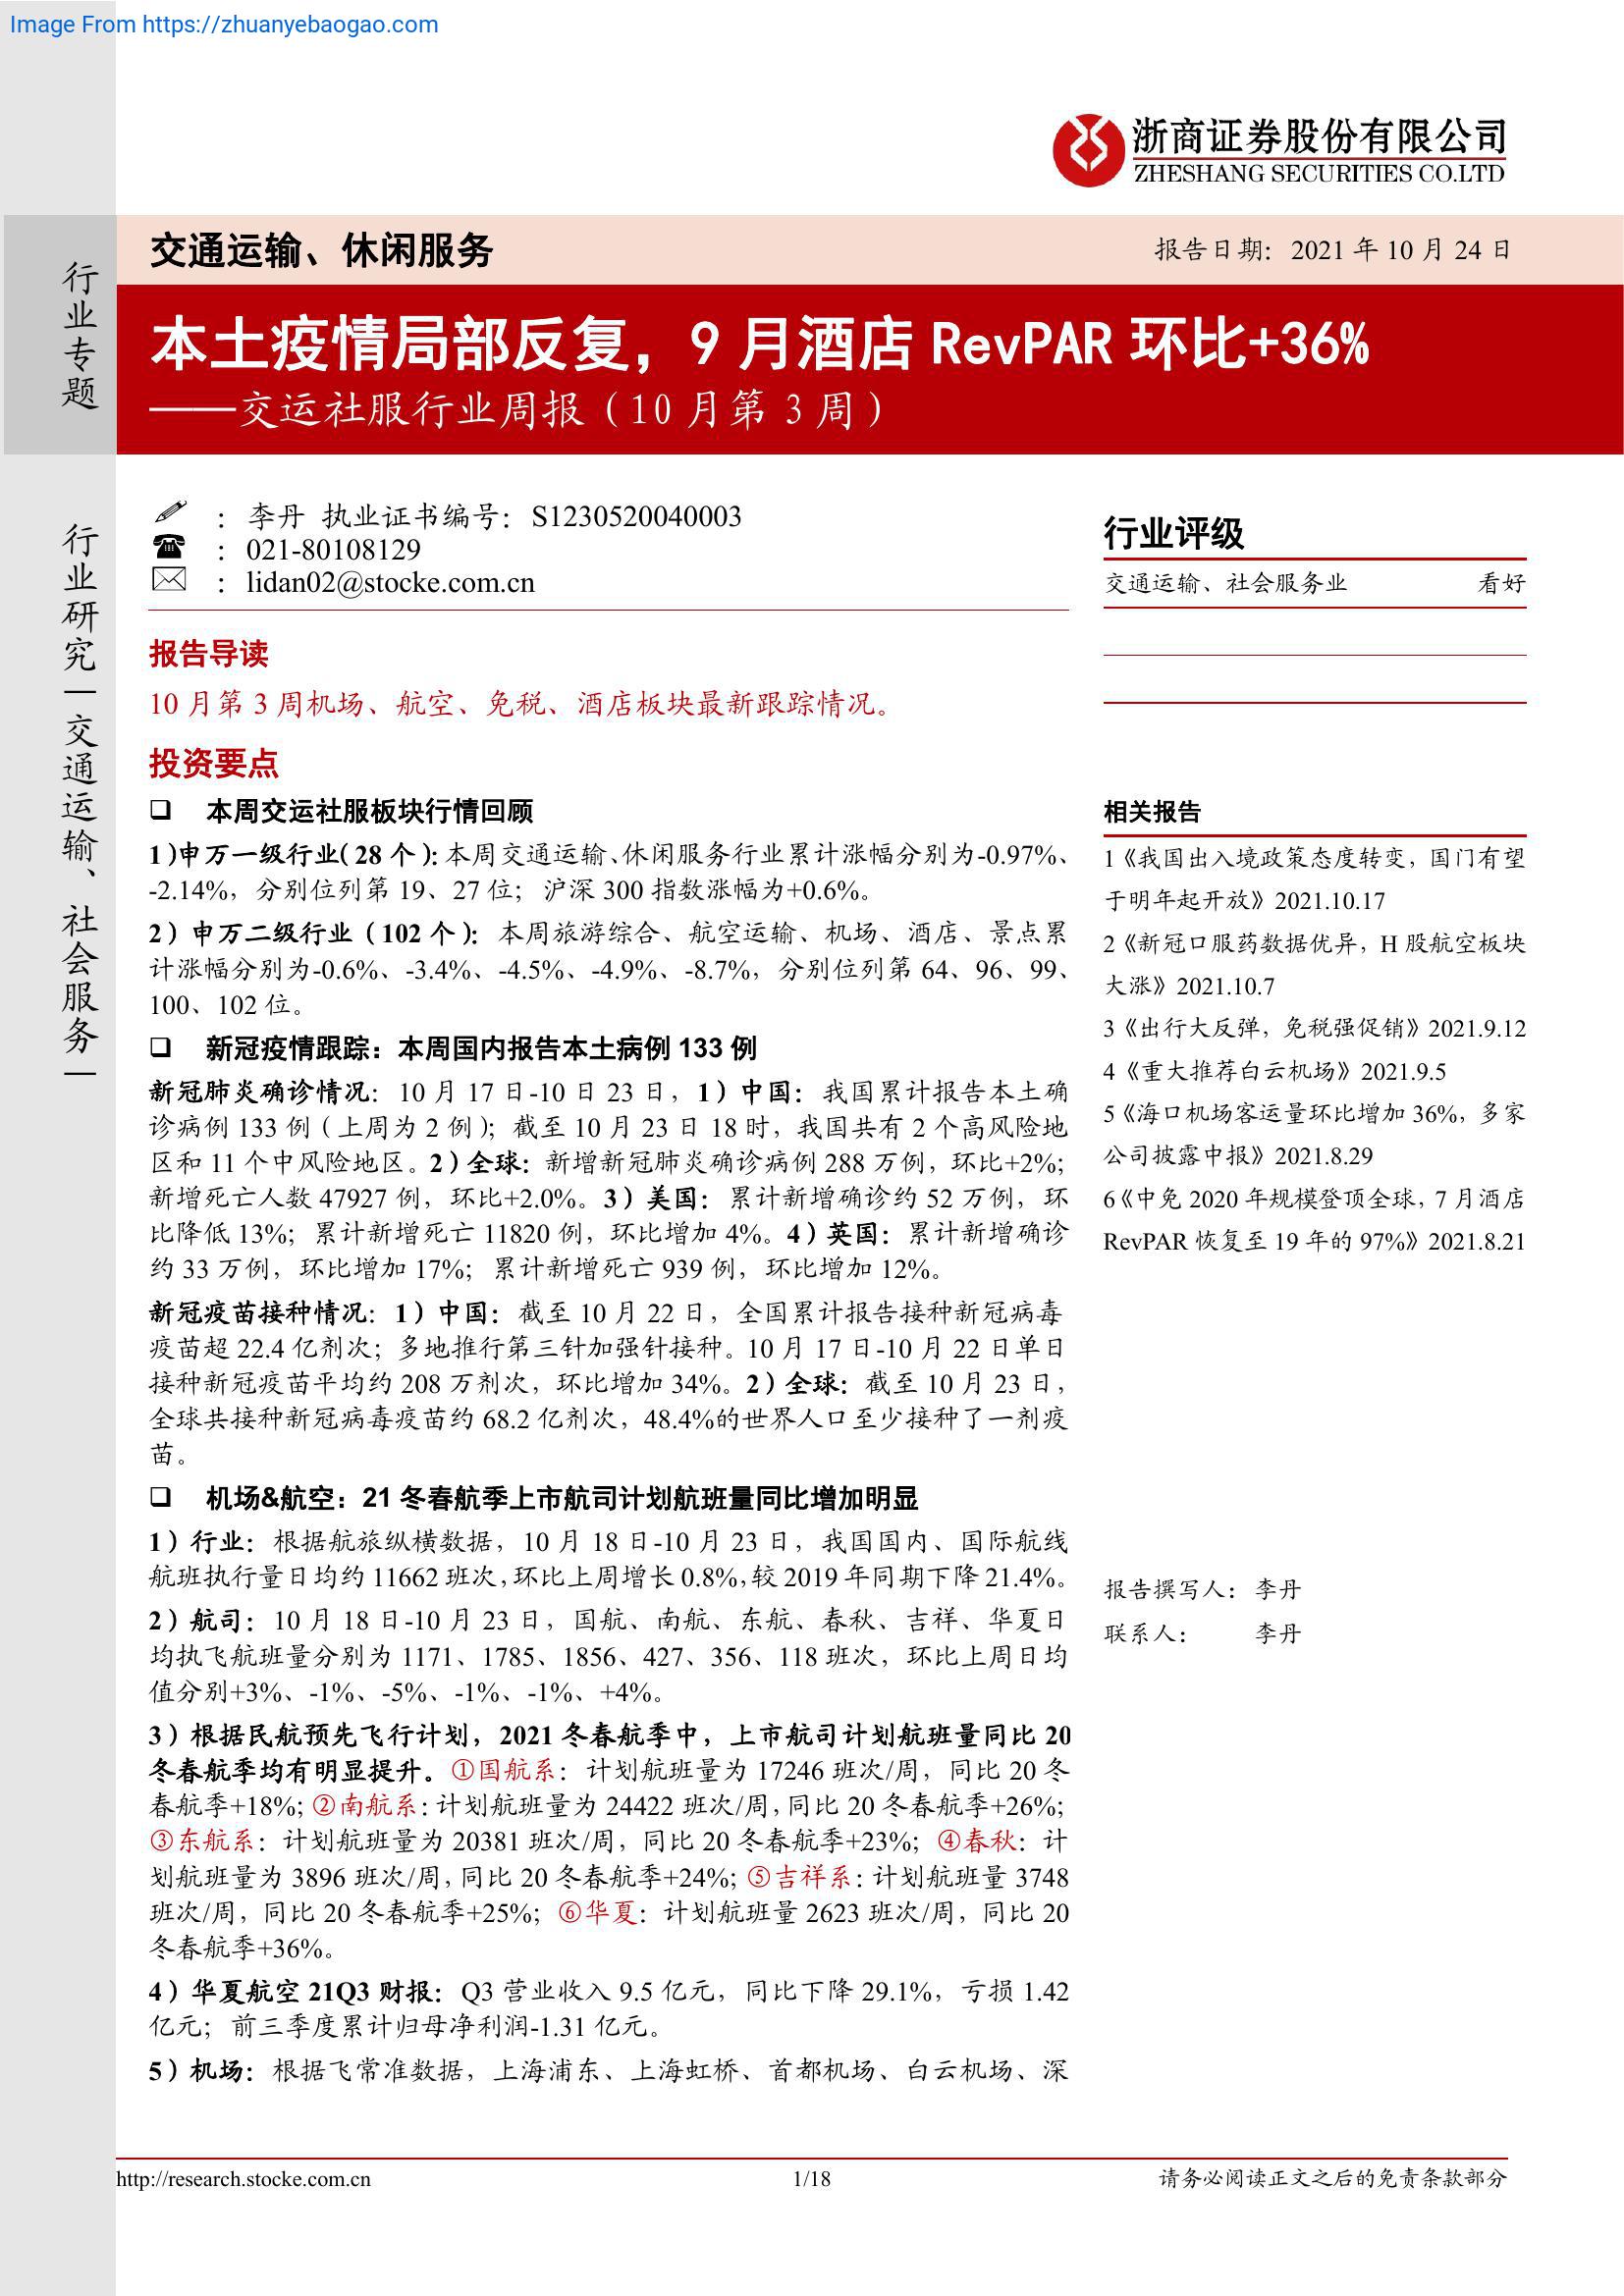 Image From https://zhuanyebaogao.com
浙商证券股份有限公司
ZHESHANG SECURITIES CO.LTD
行业专题
交通运输、休闲服务
报告日期：2021 年 10 月 24 日
本土疫情局部反复，9 月酒店 RevPAR 环比+36%
——交运社服行业周报（10 月第 3 周）
行业研究｜交通运输、社会服务｜
：李丹 执业证书编号：S1230520040003
：021-80108129
：lidan02@stocke.com.cn
行业评级
交通运输、社会服务业 看好
报告导读
10 月第 3 周机场、航空、免税、酒店板块最新跟踪情况。
投资要点
❑ 本周交运社服板块行情回顾
1）申万一级行业（28 个）：本周交通运输、休闲服务行业累计涨幅分别为-0.97%、
-2.14%，分别位列第 19、27 位；沪深 300 指数涨幅为+0.6%。
2）申万二级行业（102 个）：本周旅游综合、航空运输、机场、酒店、景点累
计涨幅分别为-0.6%、-3.4%、-4.5%、-4.9%、-8.7%，分别位列第 64、96、99、
100、102 位。
❑ 新冠疫情跟踪：本周国内报告本土病例 133 例
新冠肺炎确诊情况：10 月 17 日-10 日 23 日，1）中国：我国累计报告本土确
诊病例 133 例（上周为 2 例）；截至 10 月 23 日 18 时，我国共有 2 个高风险地
区和 11 个中风险地区。2）全球：新增新冠肺炎确诊病例 288 万例，环比+2%；
新增死亡人数 47927 例，环比+2.0%。3）美国：累计新增确诊约 52 万例，环
比降低 13%；累计新增死亡 11820 例，环比增加 4%。4）英国：累计新增确诊
约 33 万例，环比增加 17%；累计新增死亡 939 例，环比增加 12%。
新冠疫苗接种情况：1）中国：截至 10 月 22 日，全国累计报告接种新冠病毒
疫苗超 22.4 亿剂次；多地推行第三针加强针接种。10 月 17 日-10 月 22 日单日
接种新冠疫苗平均约 208 万剂次，环比增加 34%。2）全球：截至 10 月 23 日，
全球共接种新冠病毒疫苗约 68.2 亿剂次，48.4%的世界人口至少接种了一剂疫
苗。
❑ 机场&航空：21 冬春航季上市航司计划航班量同比增加明显
1）行业：根据航旅纵横数据，10 月 18 日-10 月 23 日，我国国内、国际航线
航班执行量日均约 11662 班次，环比上周增长 0.8%，较 2019 年同期下降 21.4%。
2）航司：10 月 18 日-10 月 23 日，国航、南航、东航、春秋、吉祥、华夏日
均执飞航班量分别为 1171、1785、1856、427、356、118 班次，环比上周日均
值分别+3%、-1%、-5%、-1%、-1%、+4%。
3）根据民航预先飞行计划，2021 冬春航季中，上市航司计划航班量同比 20
冬春航季均有明显提升。①国航系：计划航班量为 17246 班次/周，同比 20 冬
春航季+18%；②南航系：计划航班量为 24422 班次/周，同比 20 冬春航季+26%；
③东航系：计划航班量为 20381 班次/周，同比 20 冬春航季+23%；④春秋：计
划航班量为 3896 班次/周，同比 20 冬春航季+24%；⑤吉祥系：计划航班量 3748
班次/周，同比 20 冬春航季+25%；⑥华夏：计划航班量 2623 班次/周，同比 20
冬春航季+36%。
4）华夏航空 21Q3 财报：Q3 营业收入 9.5 亿元，同比下降 29.1%，亏损 1.42
亿元；前三季度累计归母净利润-1.31 亿元。
5）机场：根据飞常准数据，上海浦东、上海虹桥、首都机场、白云机场、深
相关报告
1《我国出入境政策态度转变，国门有望
于明年起开放》2021.10.17
2《新冠口服药数据优异，H 股航空板块
大涨》2021.10.7
3《出行大反弹，免税强促销》2021.9.12
4《重大推荐白云机场》2021.9.5
5《海口机场客运量环比增加 36%，多家
公司披露中报》2021.8.29
6《中免 2020 年规模登顶全球，7 月酒店
RevPAR 恢复至 19 年的 97%》2021.8.21
报告撰写人：李丹
联系人： 李丹
http://research.stocke.com.cn
1/18
请务必阅读正文之后的免责条款部分